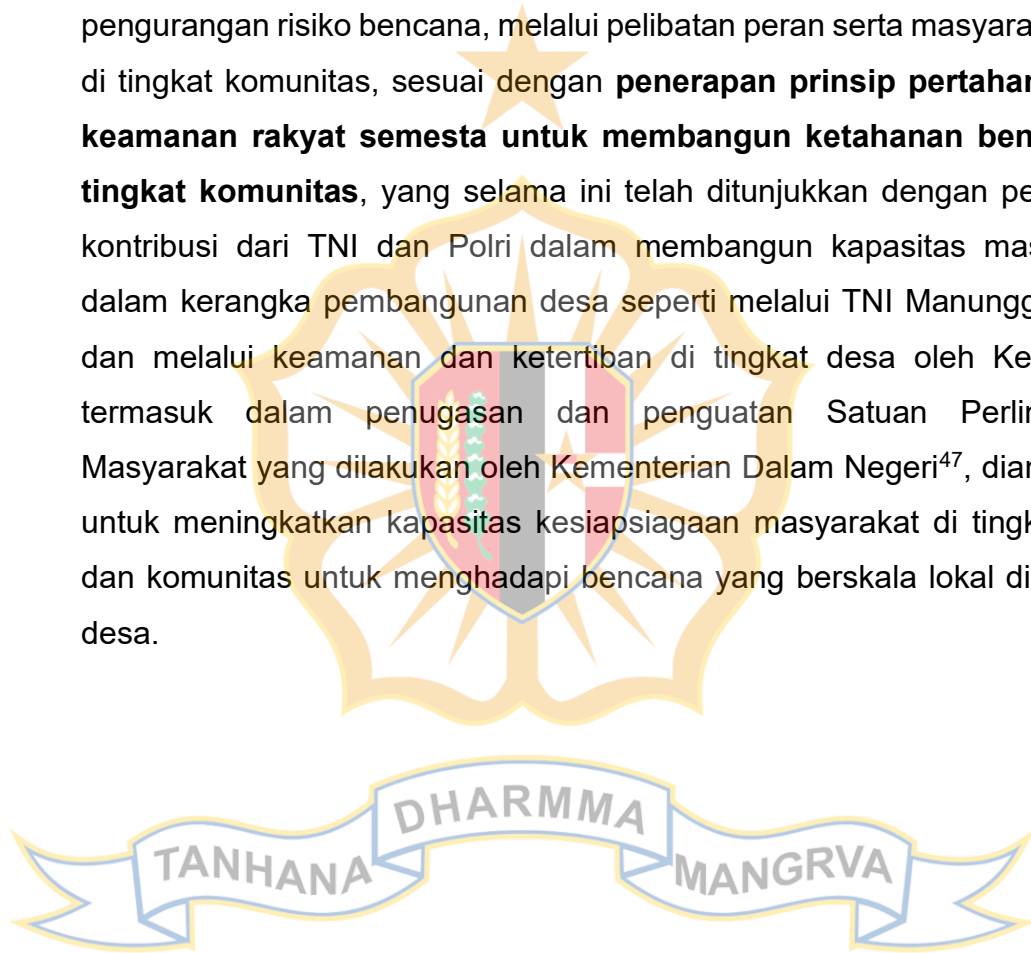 pengurangan risiko bencana, melalui pelibatan peran serta masyara
di tingkat komunitas, sesuai dengan penerapan prinsip pertahan
keamanan rakyat semesta untuk membangun ketahanan ben
tingkat komunitas, yang selama ini telah ditunjukkan dengan pe
kontribusi dari TNI dan Polri dalam membangun kapasitas mas
dalam kerangka pembangunan desa seperti melalui TNI Manungg
dan melalui keamanan dan ketertiban di tingkat desa oleh Ke
termasuk dalam penugasan dan penguatan Satuan Perlin
Masyarakat yang dilakukan oleh Kementerian Dalam Negeri47, diar
untuk meningkatkan kapasitas kesiapsiagaan masyarakat di tingk
dan komunitas untuk menghadapi bencana yang berskala lokal di
desa.
TANHANA DHARMMA MANGRVA